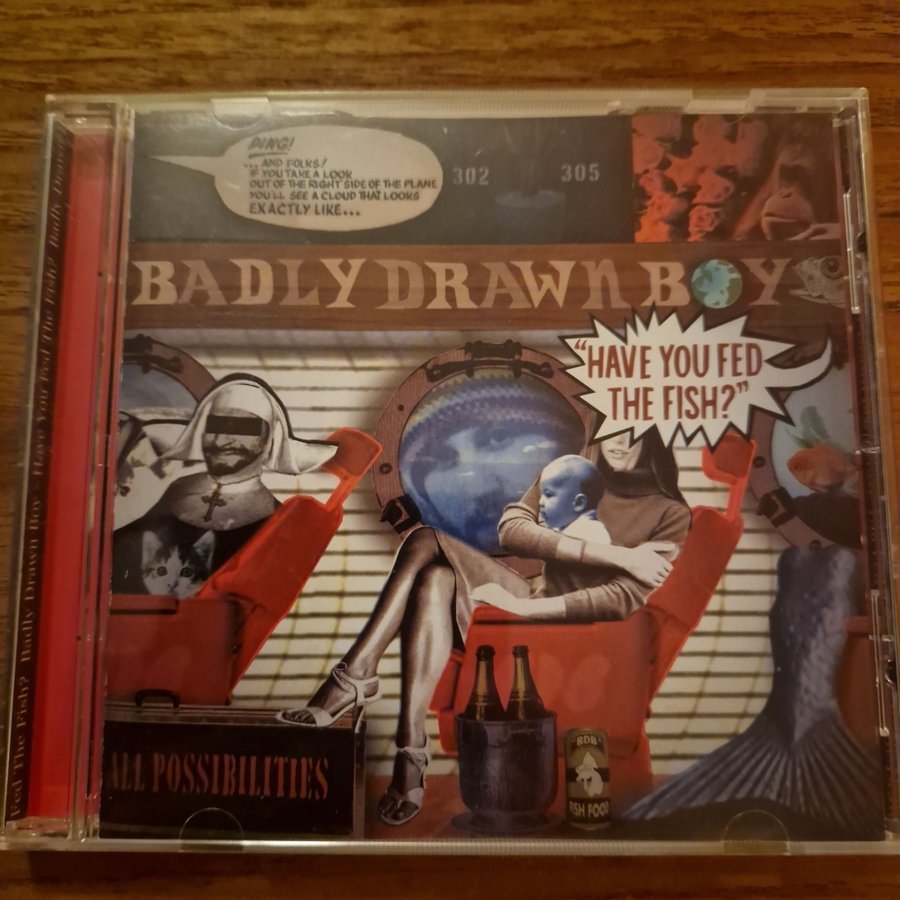 DING!
...AND FOLKS!
IF YOU TAKE A LOOK
OUT OF THE RIGHT SIDE OF THE PLANE
YOU'LL SEE A CLOUD THAT LOOKS
EXACTLY LIKE...
302 305
BADLY DRAWN BOY
"HAVE YOU FED
THE FISH?"
ALL POSSIBILITIES
"BDB"
FISH FOOD
Fed The Fish? Badly Drawn Boy - Have You Fed The Fish? Badly Drawn